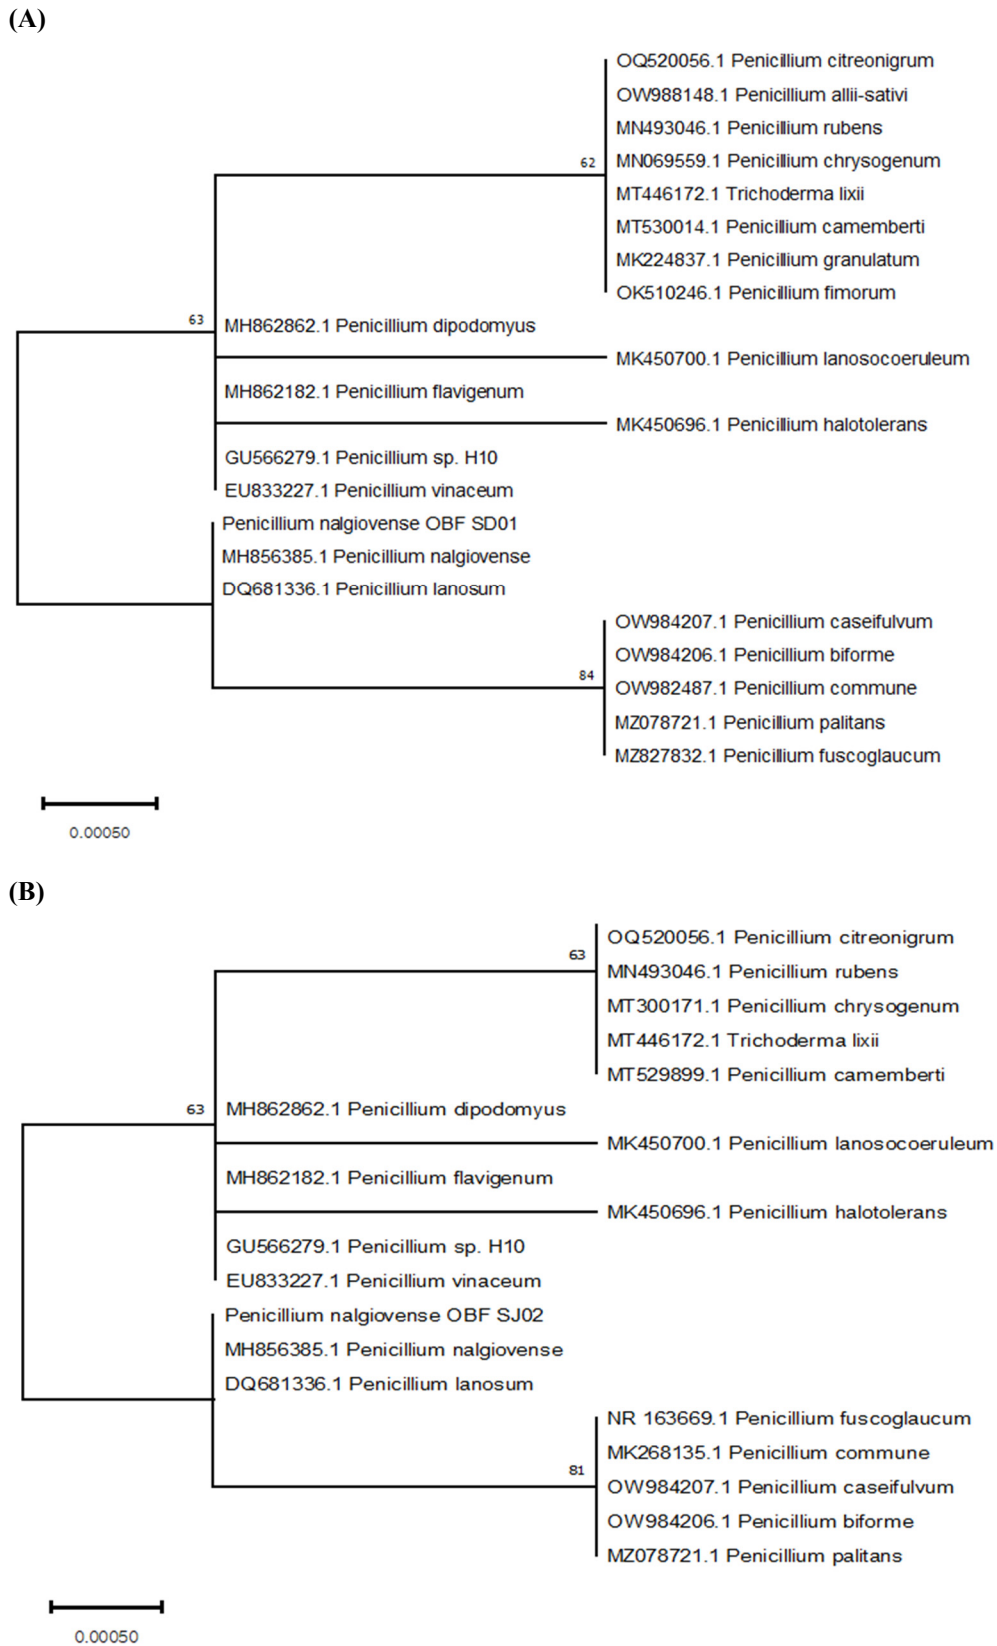 (A)
OQ520056.1 Penicillium citreonigrum
OW988148.1 Penicillium allii-sativi
MN493046.1 Penicillium rubens
62
MN069559.1 Penicillium chrysogenum
MT446172.1 Trichoderma lixii
MT530014.1 Penicillium camemberti
MK224837.1 Penicillium granulatum
OK510246.1 Penicillium fimorum
63
MH862862.1 Penicillium dipodomyus
MK450700.1 Penicillium lanosocoeruleum
MH862182.1 Penicillium flavigenum
MK450696.1 Penicillium halotolerans
GU566279.1 Penicillium sp. H10
EU833227.1 Penicillium vinaceum
Penicillium nalgiovense OBF SD01
MH856385.1 Penicillium nalgiovense
DQ681336.1 Penicillium lanosum
OW984207.1 Penicillium caseifulvum
OW984206.1 Penicillium biforme
84
OW982487.1 Penicillium commune
MZ078721.1 Penicillium palitans
MZ827832.1 Penicillium fuscoglaucum
0.00050
(B)
OQ520056.1 Penicillium citreonigrum
63
MN493046.1 Penicillium rubens
MT300171.1 Penicillium chrysogenum
MT446172.1 Trichoderma lixii
MT529899.1 Penicillium camemberti
63
MH862862.1 Penicillium dipodomyus
MK450700.1 Penicillium lanosocoeruleum
MH862182.1 Penicillium flavigenum
MK450696.1 Penicillium halotolerans
GU566279.1 Penicillium sp. H10
EU833227.1 Penicillium vinaceum
Penicillium nalgiovense OBF SJ02
MH856385.1 Penicillium nalgiovense
DQ681336.1 Penicillium lanosum
NR 163669.1 Penicillium fuscoglaucum
MK268135.1 Penicillium commune
81
OW984207.1 Penicillium caseifulvum
OW984206.1 Penicillium biforme
MZ078721.1 Penicillium palitans
0.00050